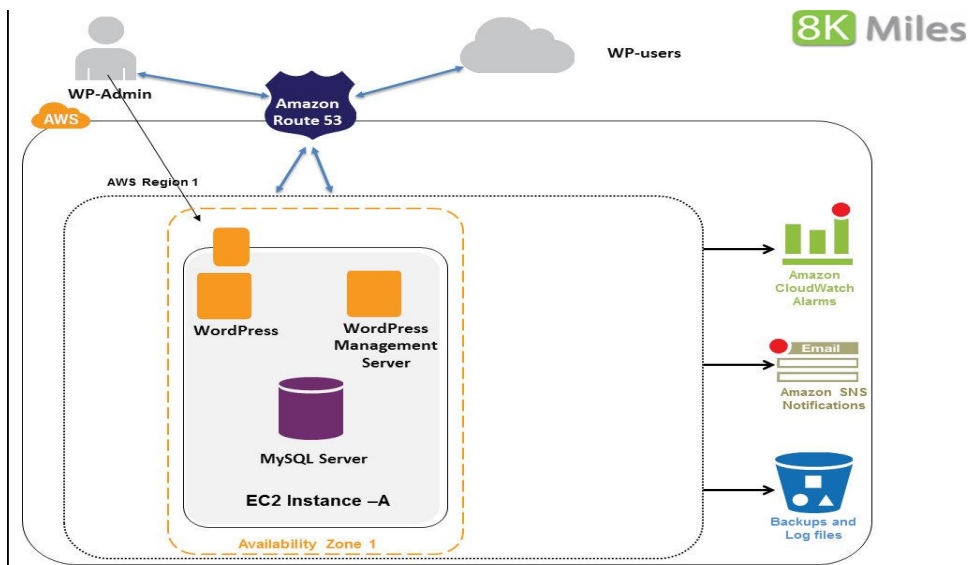 8K Miles
WP-users
WP-Admin
Amazon
Route 53
AWS
AWS Region 1
WordPress
WordPress
Management
Server
MySQL Server
EC2 Instance –A
Availability Zone 1
Amazon
CloudWatch
Alarms
Email
Amazon SNS
Notifications
Backups and
Log files